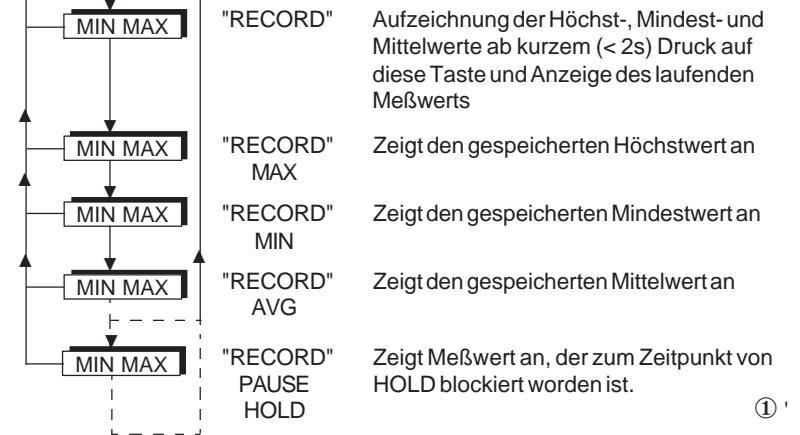 MIN MAX "RECORD" Aufzeichnung der Höchst-, Mindest- und
Mittelwerte ab kurzem (< 2s) Druck auf
diese Taste und Anzeige des laufenden
Meßwerts
MIN MAX "RECORD" Zeigt den gespeicherten Höchstwert an
MAX
MIN MAX "RECORD" Zeigt den gespeicherten Mindestwert an
MIN
MIN MAX "RECORD" Zeigt den gespeicherten Mittelwert an
AVG
MIN MAX "RECORD" Zeigt Meßwert an, der zum Zeitpunkt von
PAUSE HOLD blockiert worden ist.
HOLD
① '